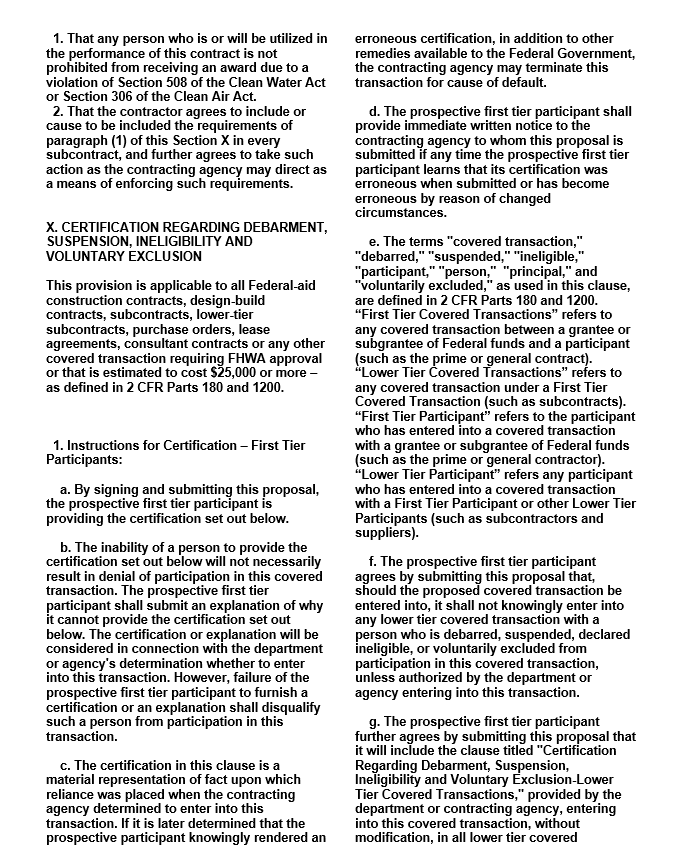 1. That any person who is or will be utilized in
the performance of this contract is not
prohibited from receiving an award due to a
violation of Section 508 of the Clean Water Act
or Section 306 of the Clean Air Act.
2. That the contractor agrees to include or
cause to be included the requirements of
paragraph (1) of this Section X in every
subcontract, and further agrees to take such
action as the contracting agency may direct as
a means of enforcing such requirements.
X. CERTIFICATION REGARDING DEBARMENT,
SUSPENSION, INELIGIBILITY AND
VOLUNTARY EXCLUSION
This provision is applicable to all Federal-aid
construction contracts, design-build
contracts, subcontracts, lower-tier
subcontracts, purchase orders, lease
agreements, consultant contracts or any other
covered transaction requiring FHWA approval
or that is estimated to cost $25,000 or more –
as defined in 2 CFR Parts 180 and 1200.
1. Instructions for Certification – First Tier
Participants:
a. By signing and submitting this proposal,
the prospective first tier participant is
providing the certification set out below.
b. The inability of a person to provide the
certification set out below will not necessarily
result in denial of participation in this covered
transaction. The prospective first tier
participant shall submit an explanation of why
it cannot provide the certification set out
below. The certification or explanation will be
considered in connection with the department
or agency's determination whether to enter
into this transaction. However, failure of the
prospective first tier participant to furnish a
certification or an explanation shall disqualify
such a person from participation in this
transaction.
c. The certification in this clause is a
material representation of fact upon which
reliance was placed when the contracting
agency determined to enter into this
transaction. If it is later determined that the
prospective participant knowingly rendered an
erroneous certification, in addition to other
remedies available to the Federal Government,
the contracting agency may terminate this
transaction for cause of default.
d. The prospective first tier participant shall
provide immediate written notice to the
contracting agency to whom this proposal is
submitted if any time the prospective first tier
participant learns that its certification was
erroneous when submitted or has become
erroneous by reason of changed
circumstances.
e. The terms "covered transaction,"
"debarred," "suspended," "ineligible,"
"participant," "person,"  "principal," and
"voluntarily excluded," as used in this clause,
are defined in 2 CFR Parts 180 and 1200.
“First Tier Covered Transactions” refers to
any covered transaction between a grantee or
subgrantee of Federal funds and a participant
(such as the prime or general contract).
“Lower Tier Covered Transactions” refers to
any covered transaction under a First Tier
Covered Transaction (such as subcontracts).
“First Tier Participant” refers to the participant
who has entered into a covered transaction
with a grantee or subgrantee of Federal funds
(such as the prime or general contractor).
“Lower Tier Participant” refers any participant
who has entered into a covered transaction
with a First Tier Participant or other Lower Tier
Participants (such as subcontractors and
suppliers).
f. The prospective first tier participant
agrees by submitting this proposal that,
should the proposed covered transaction be
entered into, it shall not knowingly enter into
any lower tier covered transaction with a
person who is debarred, suspended, declared
ineligible, or voluntarily excluded from
participation in this covered transaction,
unless authorized by the department or
agency entering into this transaction.
g. The prospective first tier participant
further agrees by submitting this proposal that
it will include the clause titled "Certification
Regarding Debarment, Suspension,
Ineligibility and Voluntary Exclusion-Lower
Tier Covered Transactions," provided by the
department or contracting agency, entering
into this covered transaction, without
modification, in all lower tier covered